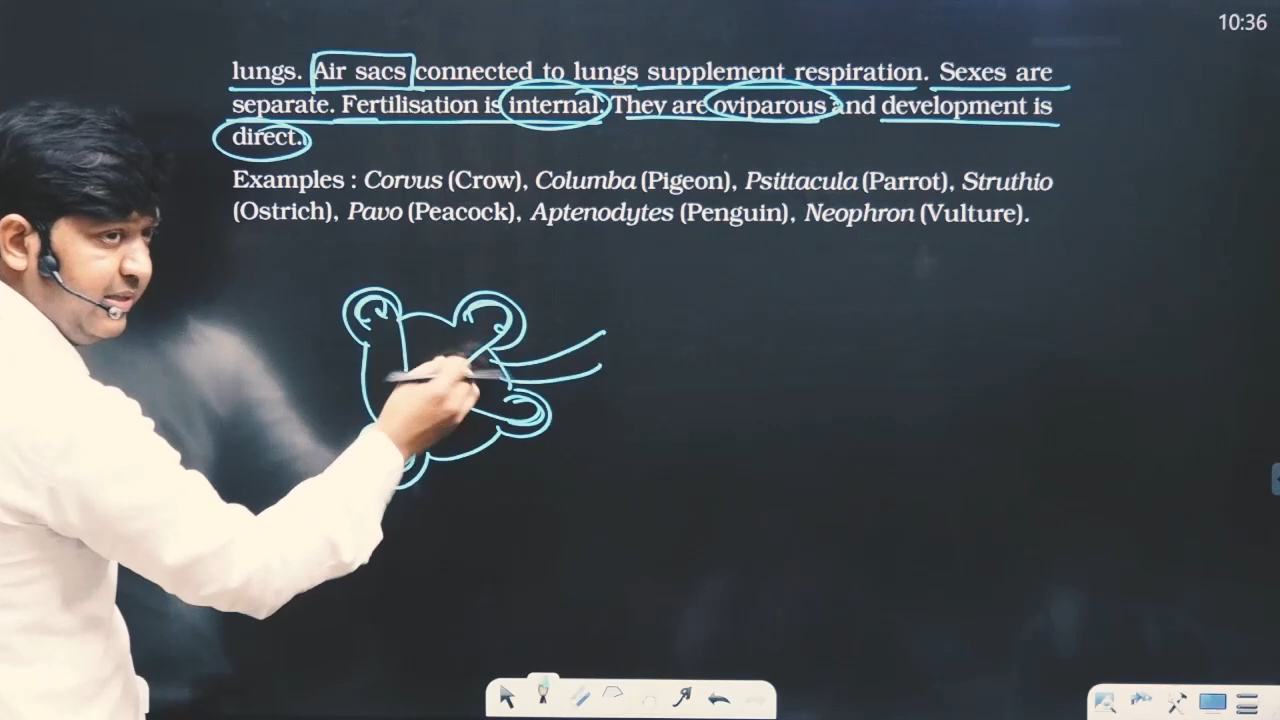 10:36
lungs. Air sacs connected to lungs supplement respiration. Sexes are
separate. Fertilisation is internal. They are oviparous and development is
direct.
Examples : Corvus (Crow), Columba (Pigeon), Psittacula (Parrot), Struthio
(Ostrich), Pavo (Peacock), Aptenodytes (Penguin), Neophron (Vulture).